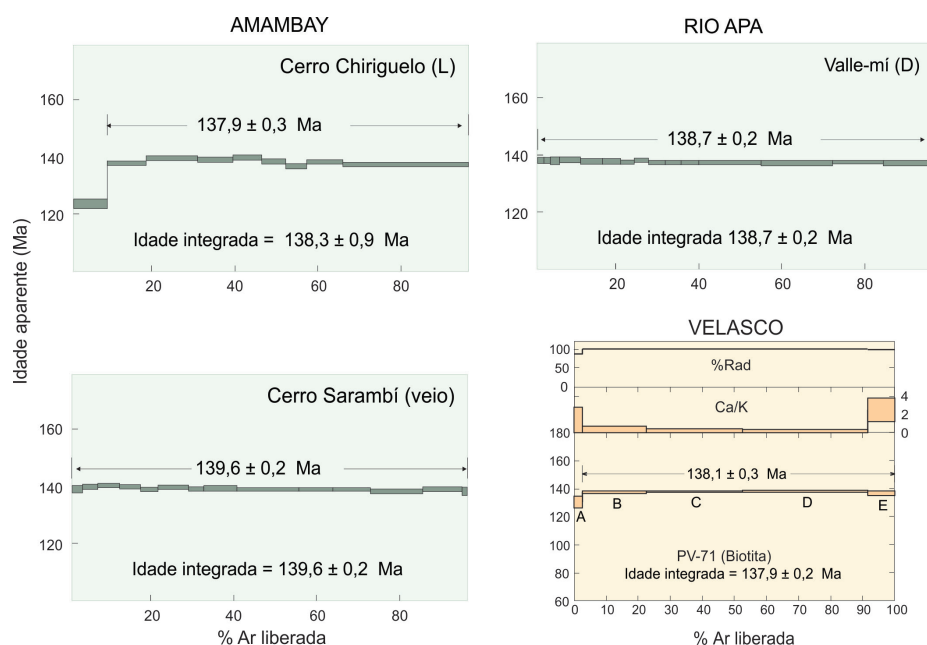 AMAMBAY
Cerro Chiriguelo (L)
160
140
120
137,9 ± 0,3 Ma
Idade integrada = 138,3 ± 0,9 Ma
20 40 60 80
RIO APA
Valle-mí (D)
160
140
120
138,7 ± 0,2 Ma
Idade integrada 138,7 ± 0,2 Ma
20 40 60 80
Idade aparente (Ma)
Cerro Sarambí (veio)
160
140
120
139,6 ± 0,2 Ma
Idade integrada = 139,6 ± 0,2 Ma
20 40 60 80
% Ar liberada
VELASCO
100
50
0
%Rad
Ca/K
4
2
0
180
160
140
120
100
80
60
138,1 ± 0,3 Ma
A B C D E
PV-71 (Biotita)
Idade integrada = 137,9 ± 0,2 Ma
0 10 20 30 40 50 60 70 80 90 100
% Ar liberada